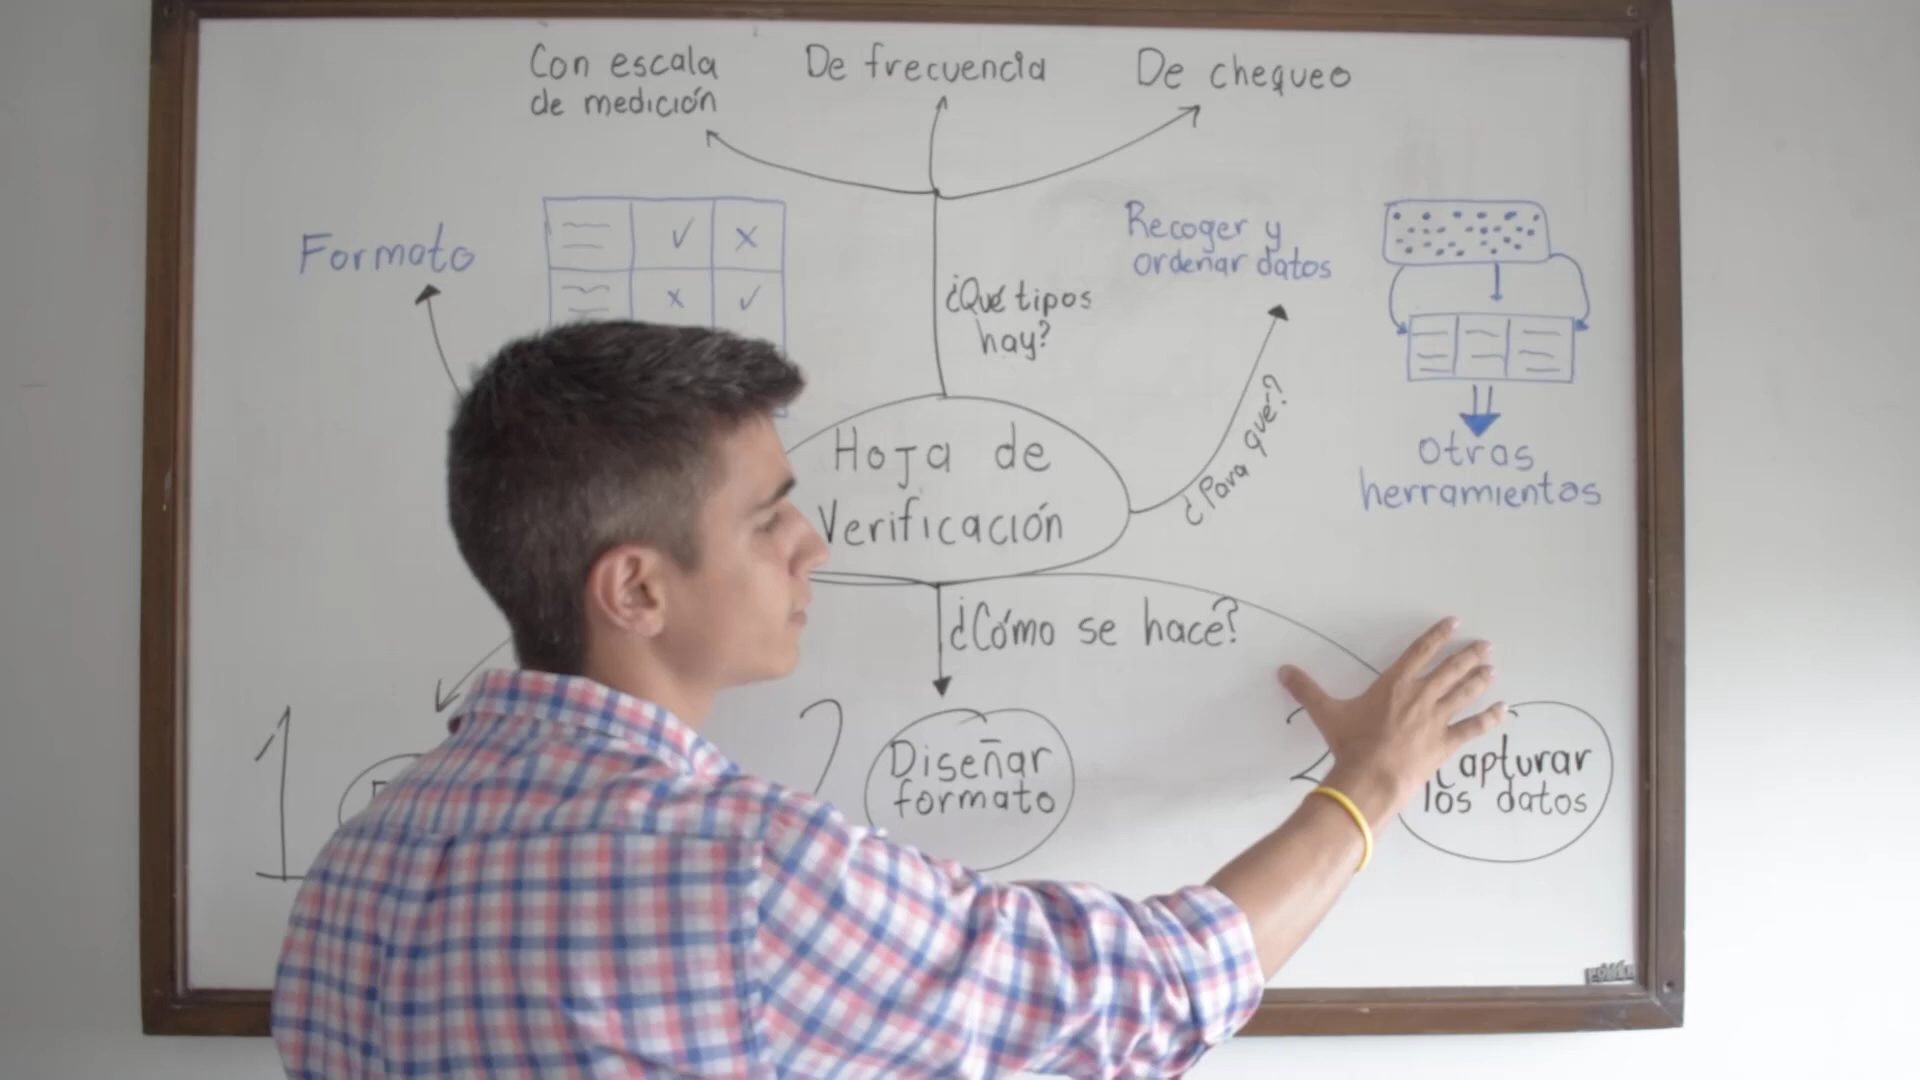 Con escala
de medición
De frecuencia
De chequeo
Formato
Recoger y
ordenar datos
¿Qué tipos
hay?
¿Para qué?
Otras
herramientas
Hoja de
Verificación
¿Cómo se hace?
1
2
Diseñar
formato
Capturar
los datos